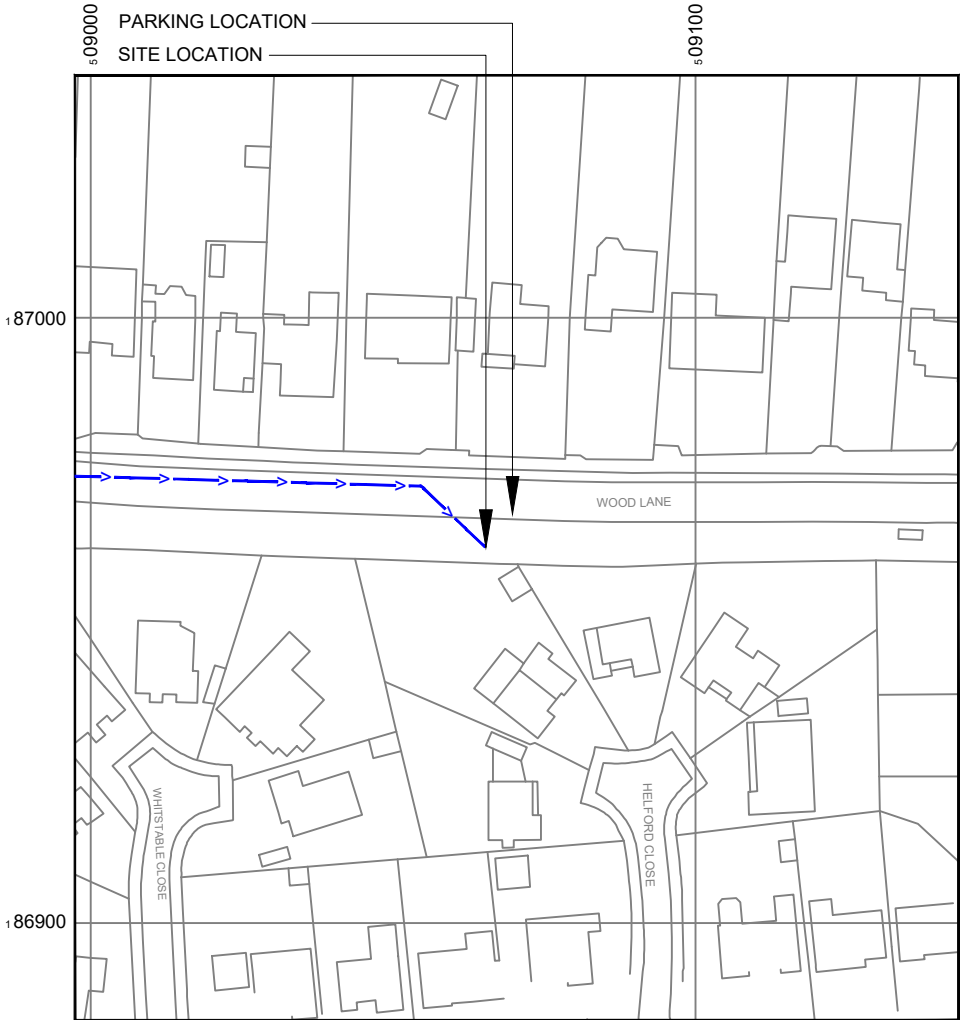 509000
PARKING LOCATION
SITE LOCATION
509100
187000
WOOD LANE
WHITSTABLE CLOSE
HELFORD CLOSE
186900